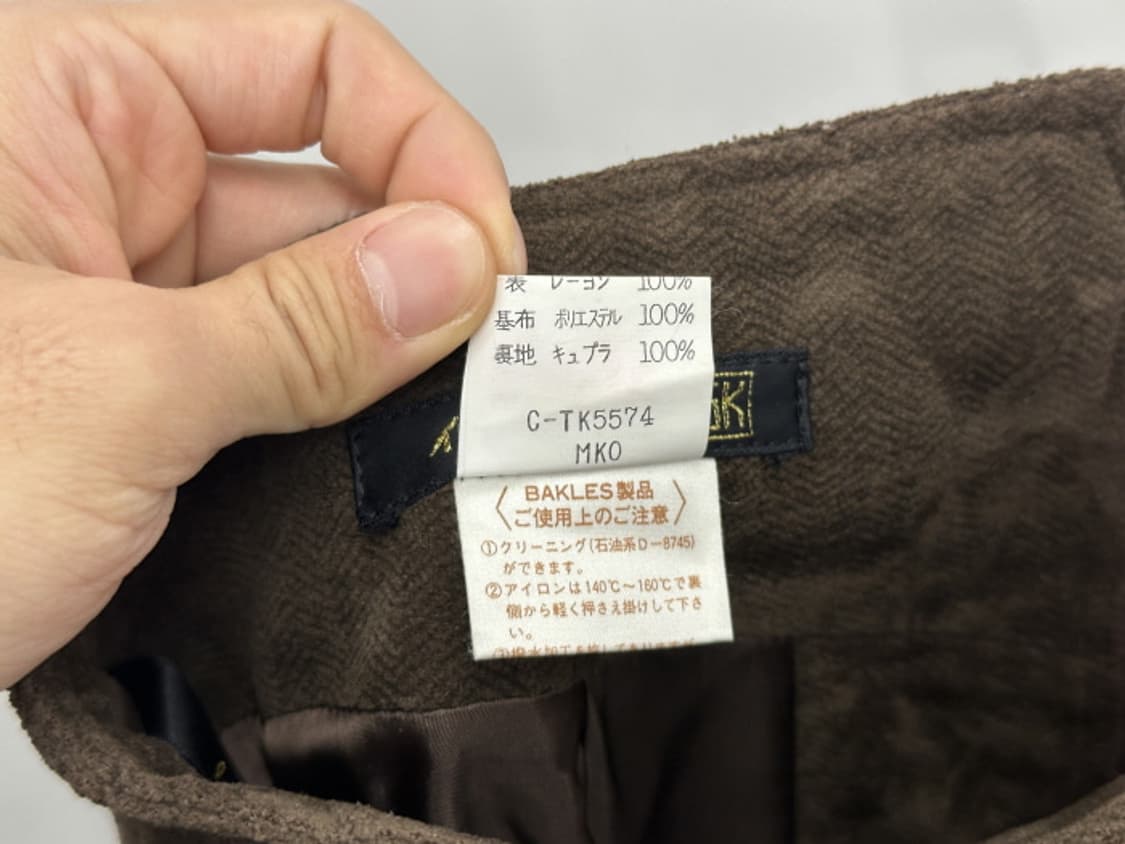 表 レーヨン 100%
基布 ポリエステル 100%
裏地 キュプラ 100%
C-TK5574
MKO
〈BAKLES製品
ご使用上のご注意〉
①クリーニング(石油系D-8745)
ができます。
②アイロンは140℃〜160℃で裏
側から軽く押さえ掛けして下さ
い。